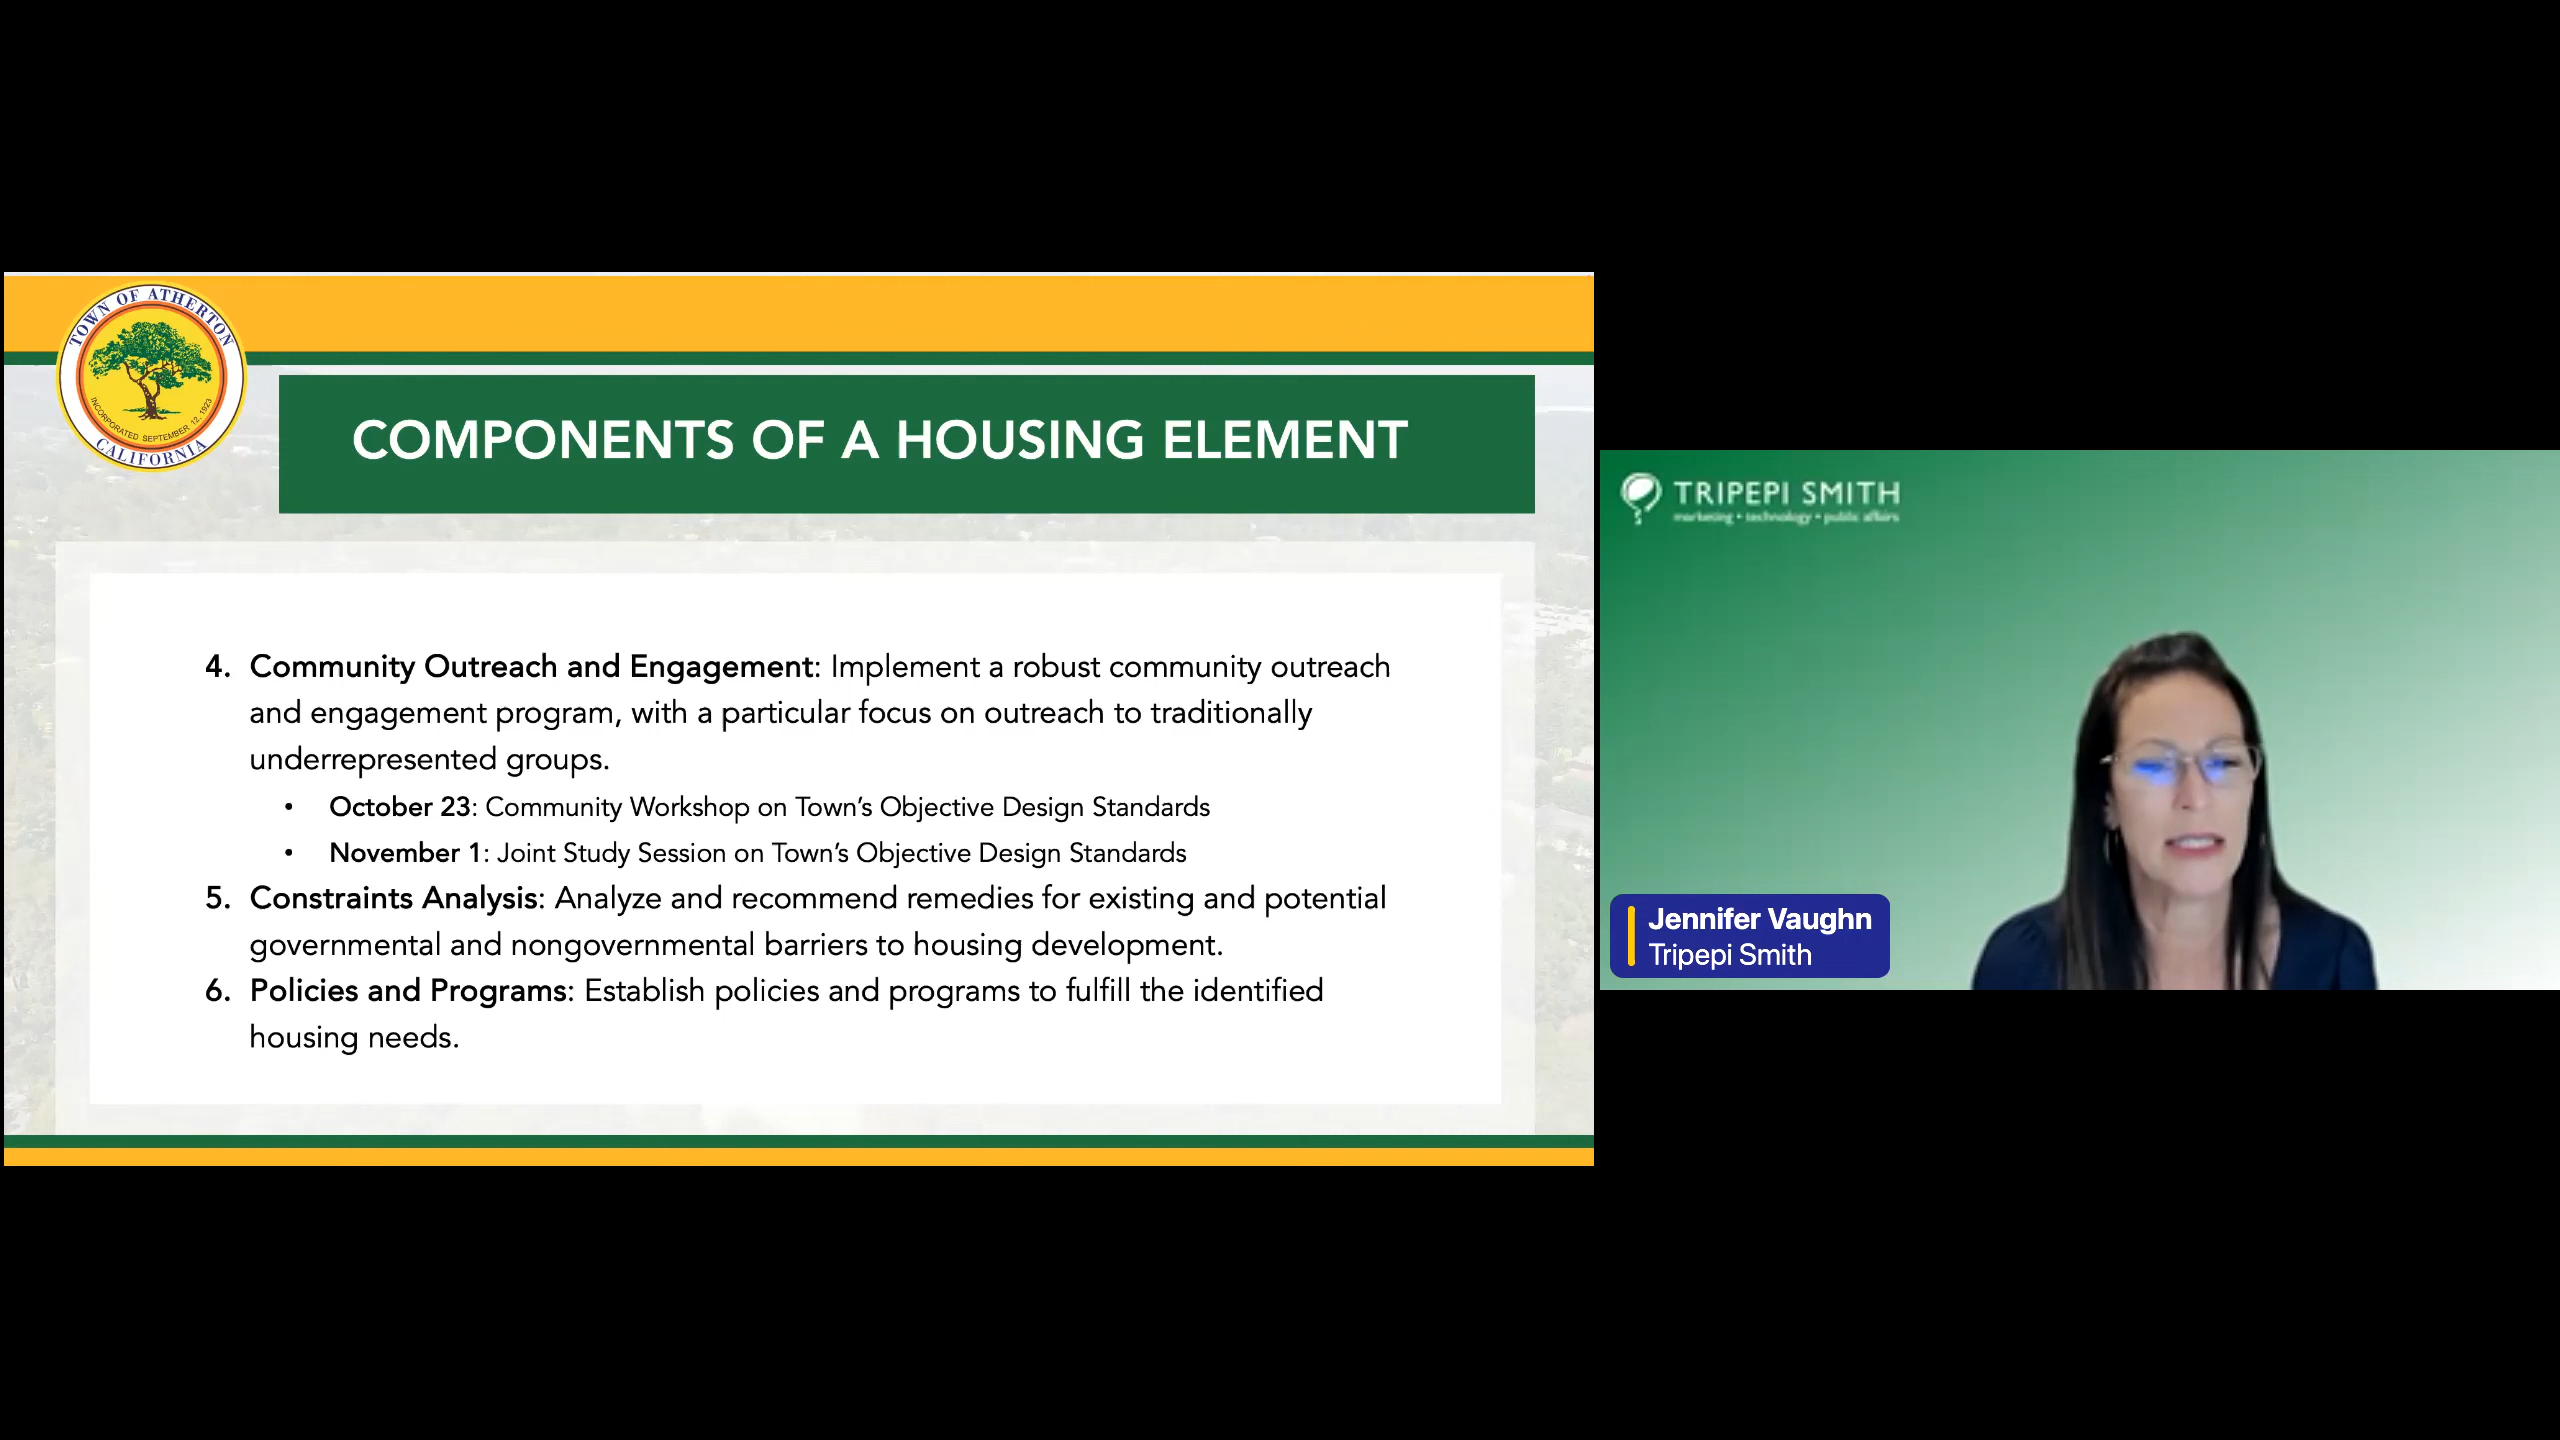 TOWN OF ATHERTON
INCORPORATED SEPTEMBER 12, 1923
CALIFORNIA
COMPONENTS OF A HOUSING ELEMENT
4. Community Outreach and Engagement: Implement a robust community outreach
and engagement program, with a particular focus on outreach to traditionally
underrepresented groups.
• October 23: Community Workshop on Town’s Objective Design Standards
• November 1: Joint Study Session on Town’s Objective Design Standards
5. Constraints Analysis: Analyze and recommend remedies for existing and potential
governmental and nongovernmental barriers to housing development.
6. Policies and Programs: Establish policies and programs to fulfill the identified
housing needs.
TRIPEPI SMITH
marketing • technology • public affairs
Jennifer Vaughn
Tripepi Smith